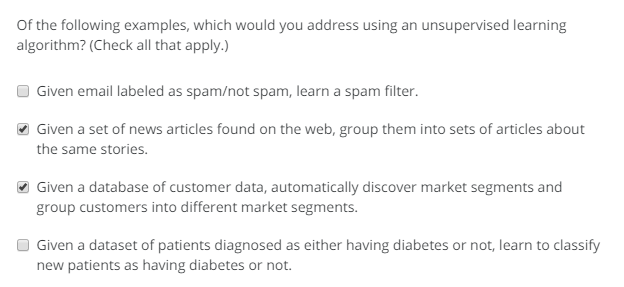 Of the following examples, which would you address using an unsupervised learning
algorithm? (Check all that apply.)
Given email labeled as spam/not spam, learn a spam filter.
Given a set of news articles found on the web, group them into sets of articles about
the same stories.
Given a database of customer data, automatically discover market segments and
group customers into different market segments.
Given a dataset of patients diagnosed as either having diabetes or not, learn to classify
new patients as having diabetes or not.